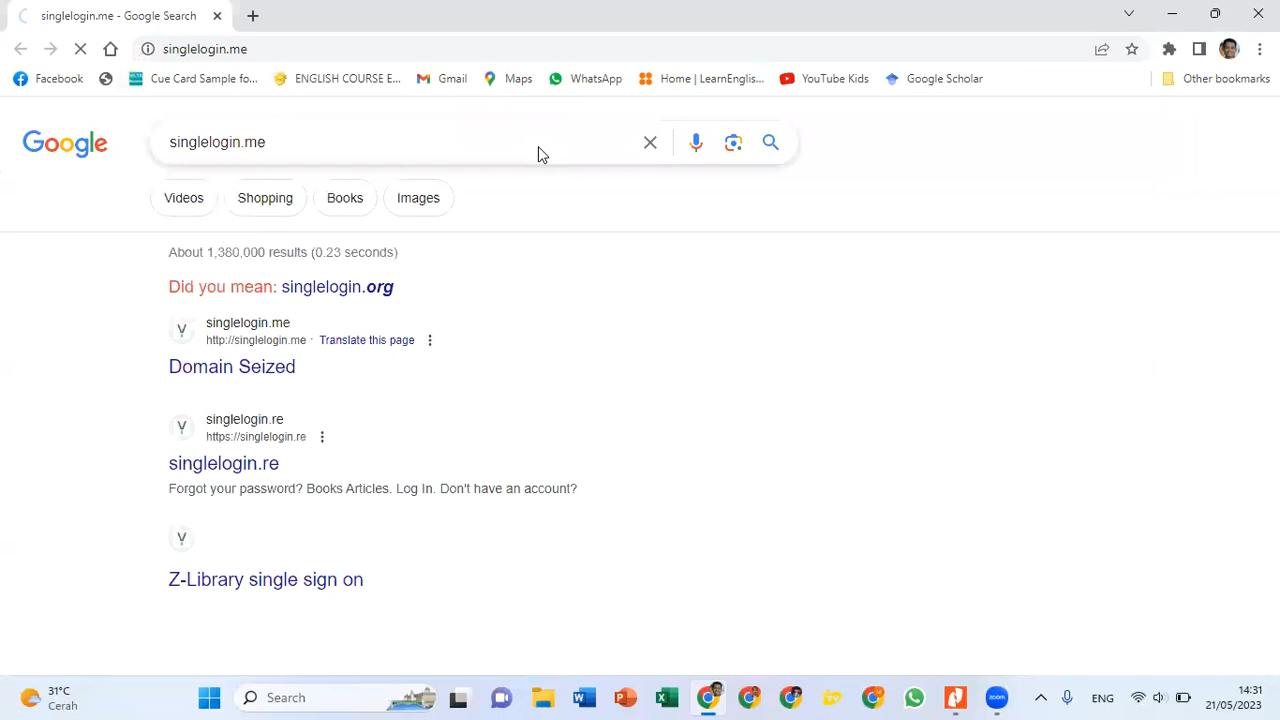 singlelogin.me - Google Search
singlelogin.me
Facebook
Cue Card Sample fo...
ENGLISH COURSE E...
Gmail
Maps
WhatsApp
Home | LearnEnglis...
YouTube Kids
Google Scholar
Other bookmarks
Google
singlelogin.me
Videos
Shopping
Books
Images
About 1,380,000 results (0.23 seconds)
Did you mean: singlelogin.org
singlelogin.me
http://singlelogin.me · Translate this page
Domain Seized
singlelogin.re
https://singlelogin.re
singlelogin.re
Forgot your password? Books Articles. Log In. Don't have an account?
Z-Library single sign on
31°C
Cerah
Search
ENG
14:31
21/05/2023